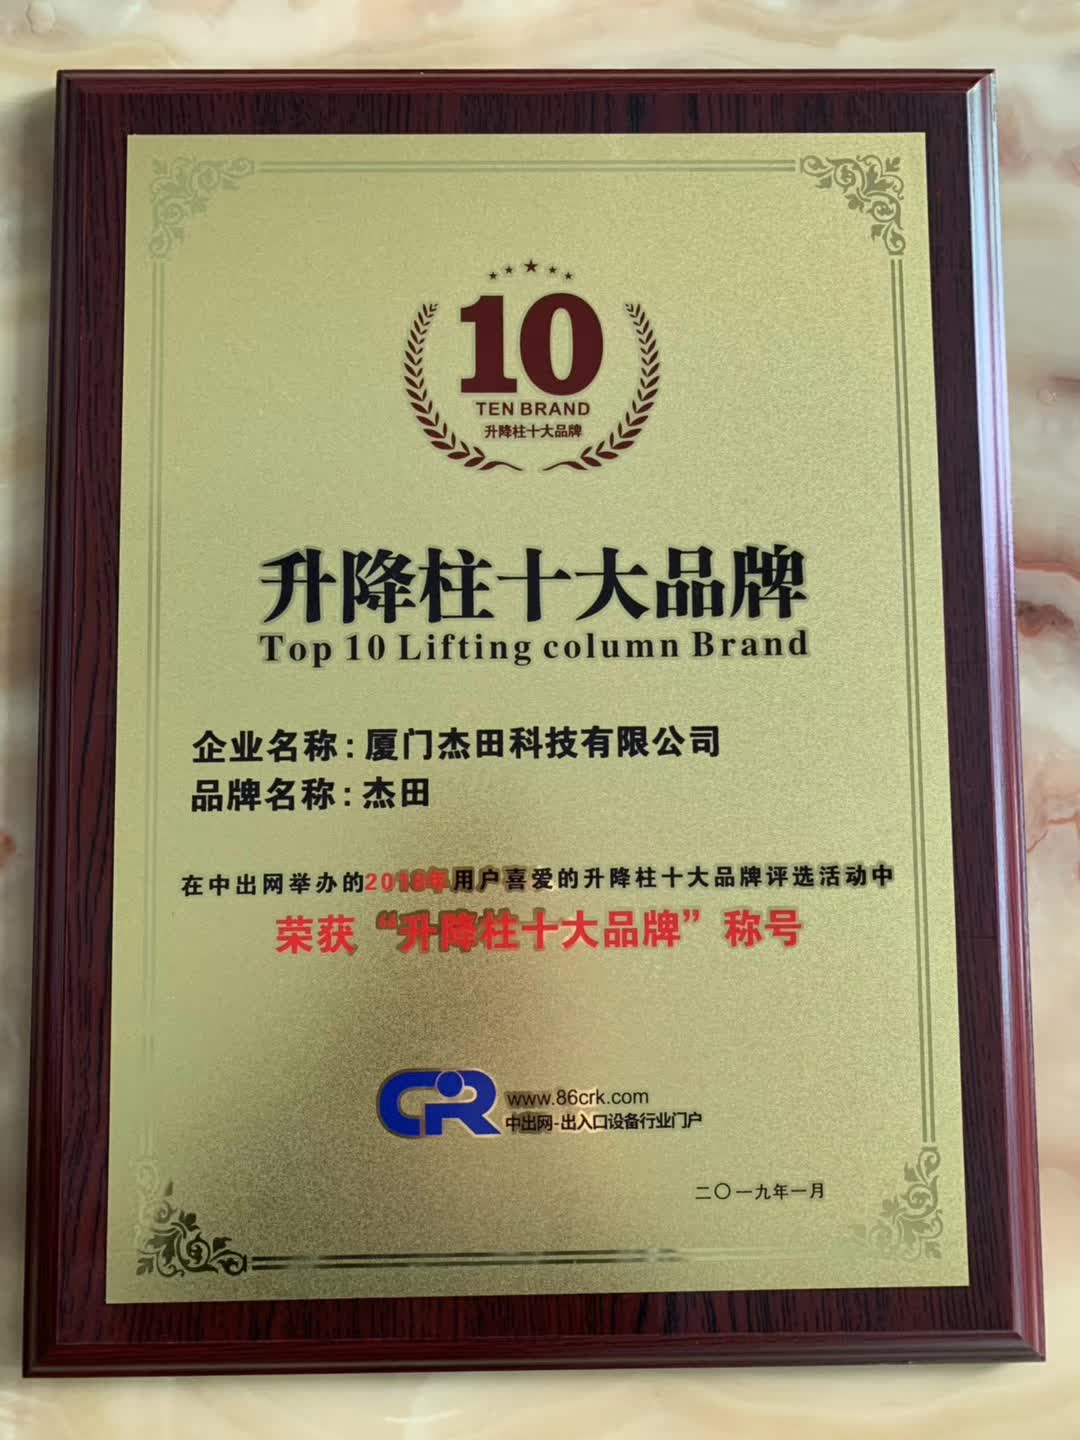 10
TEN BRAND
升降柱十大品牌
升降柱十大品牌
Top 10 Lifting column Brand
企业名称：厦门杰田科技有限公司
品牌名称：杰田
在中出网举办的2018年用户喜爱的升降柱十大品牌评选活动中
荣获“升降柱十大品牌”称号
CIR
www.86crk.com
中出网-出入口设备行业门户
二〇一九年一月